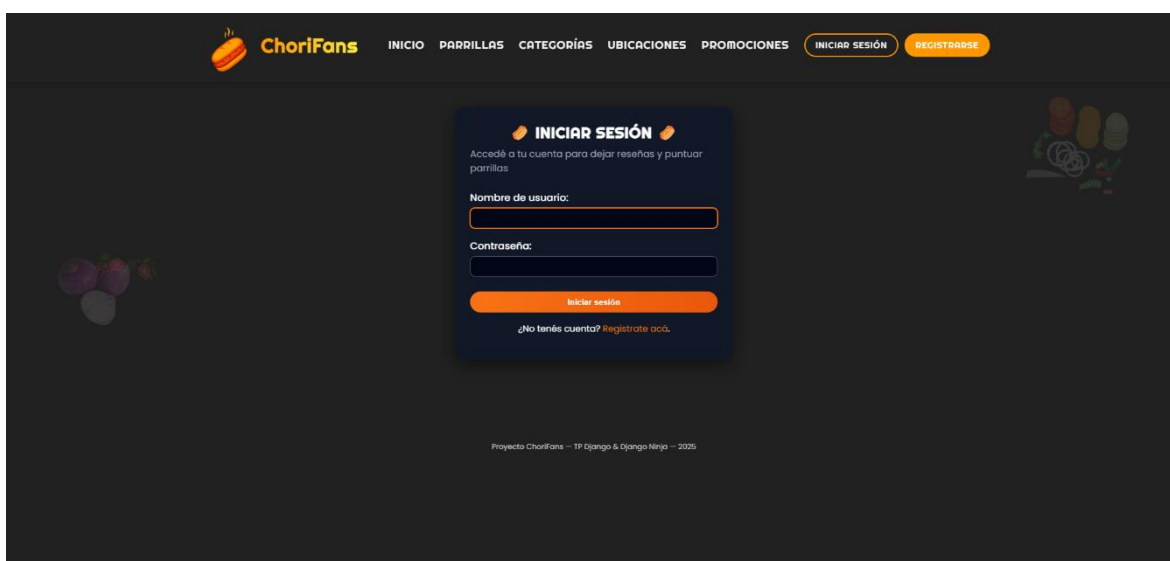 ChoriFans INICIO PARRILLAS CATEGORÍAS UBICACIONES PROMOCIONES INICIAR SESIÓN REGISTRARSE
INICIAR SESIÓN
Accedé a tu cuenta para dejar reseñas y puntuar
parrillas
Nombre de usuario:
Contraseña:
Iniciar sesión
¿No tenés cuenta? Registrate acá.
Proyecto ChoriFans — TP Django & Django Ninja — 2025